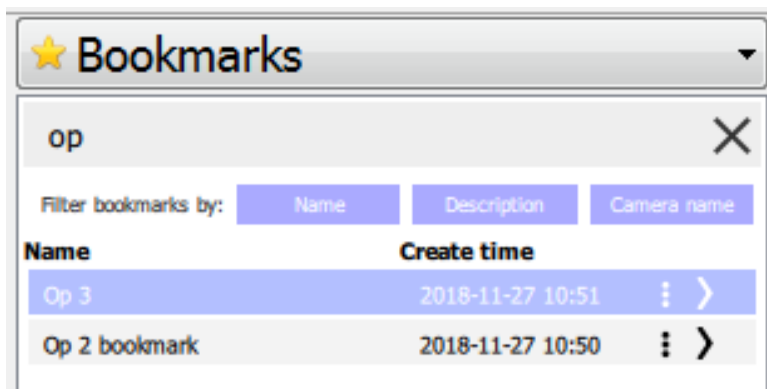 Bookmarks
op
Filter bookmarks by: Name Description Camera name
Name Create time
Op 3 2018-11-27 10:51
Op 2 bookmark 2018-11-27 10:50